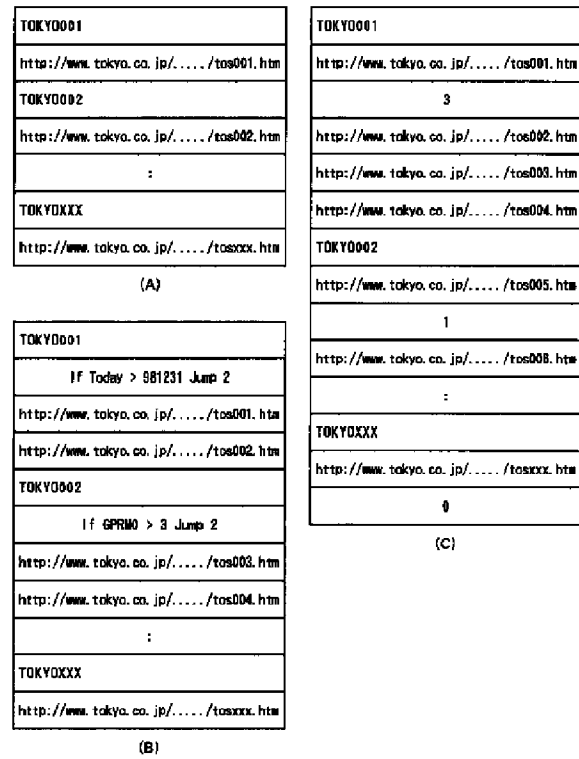 TOKYO001
http://www.tokyo.co.jp/...../tos001.htm
TOKYO002
http://www.tokyo.co.jp/...../tos002.htm
:
TOKYOXXX
http://www.tokyo.co.jp/...../tosxxx.htm
(A)
TOKYO001
If Today > 981231 Jump 2
http://www.tokyo.co.jp/...../tos001.htm
http://www.tokyo.co.jp/...../tos002.htm
TOKYO002
If GPRM0 > 3 Jump 2
http://www.tokyo.co.jp/...../tos003.htm
http://www.tokyo.co.jp/...../tos004.htm
:
TOKYOXXX
http://www.tokyo.co.jp/...../tosxxx.htm
(B)
TOKYO001
http://www.tokyo.co.jp/...../tos001.htm
3
http://www.tokyo.co.jp/...../tos002.htm
http://www.tokyo.co.jp/...../tos003.htm
http://www.tokyo.co.jp/...../tos004.htm
TOKYO002
http://www.tokyo.co.jp/...../tos005.htm
1
http://www.tokyo.co.jp/...../tos006.htm
:
TOKYOXXX
http://www.tokyo.co.jp/...../tosxxx.htm
0
(C)